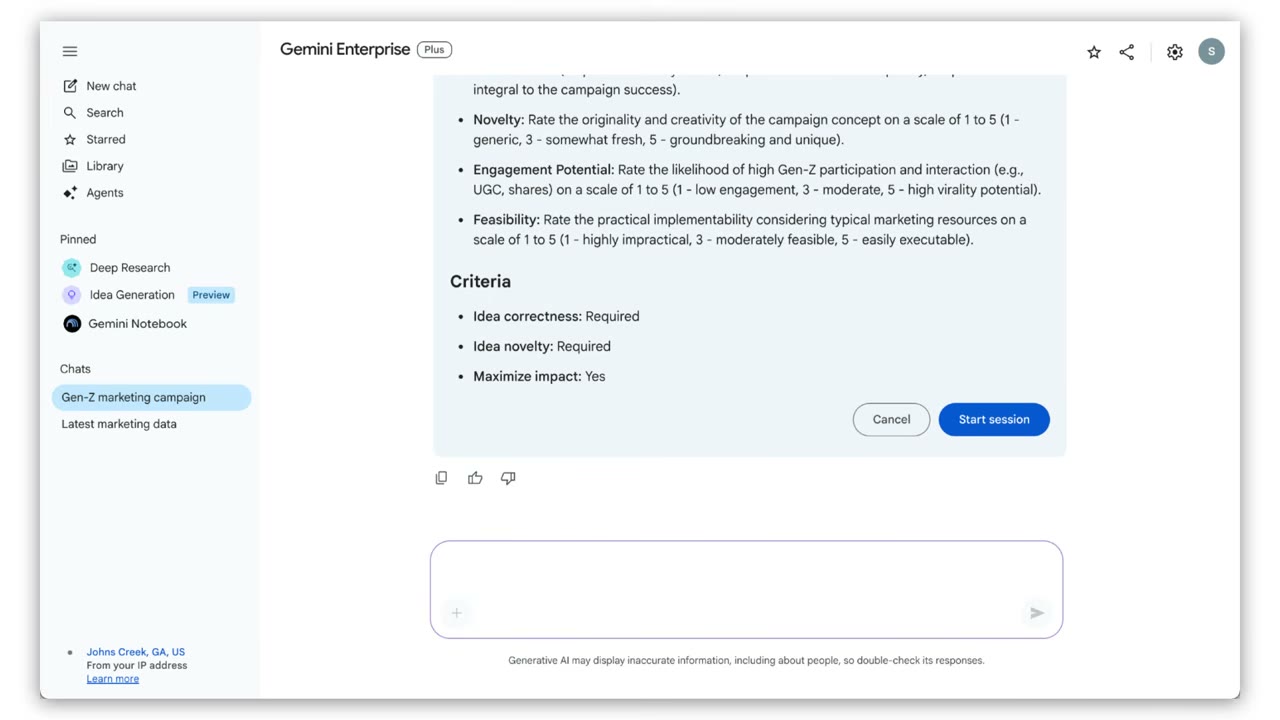 Gemini Enterprise Plus
S
New chat
Search
Starred
Library
Agents
Pinned
Deep Research
Idea Generation Preview
Gemini Notebook
Chats
Gen-Z marketing campaign
Latest marketing data
Johns Creek, GA, US
From your IP address
Learn more
integral to the campaign success).
• Novelty: Rate the originality and creativity of the campaign concept on a scale of 1 to 5 (1 -
generic, 3 - somewhat fresh, 5 - groundbreaking and unique).
• Engagement Potential: Rate the likelihood of high Gen-Z participation and interaction (e.g.,
UGC, shares) on a scale of 1 to 5 (1 - low engagement, 3 - moderate, 5 - high virality potential).
• Feasibility: Rate the practical implementability considering typical marketing resources on a
scale of 1 to 5 (1 - highly impractical, 3 - moderately feasible, 5 - easily executable).
Criteria
• Idea correctness: Required
• Idea novelty: Required
• Maximize impact: Yes
Cancel
Start session
Generative AI may display inaccurate information, including about people, so double-check its responses.